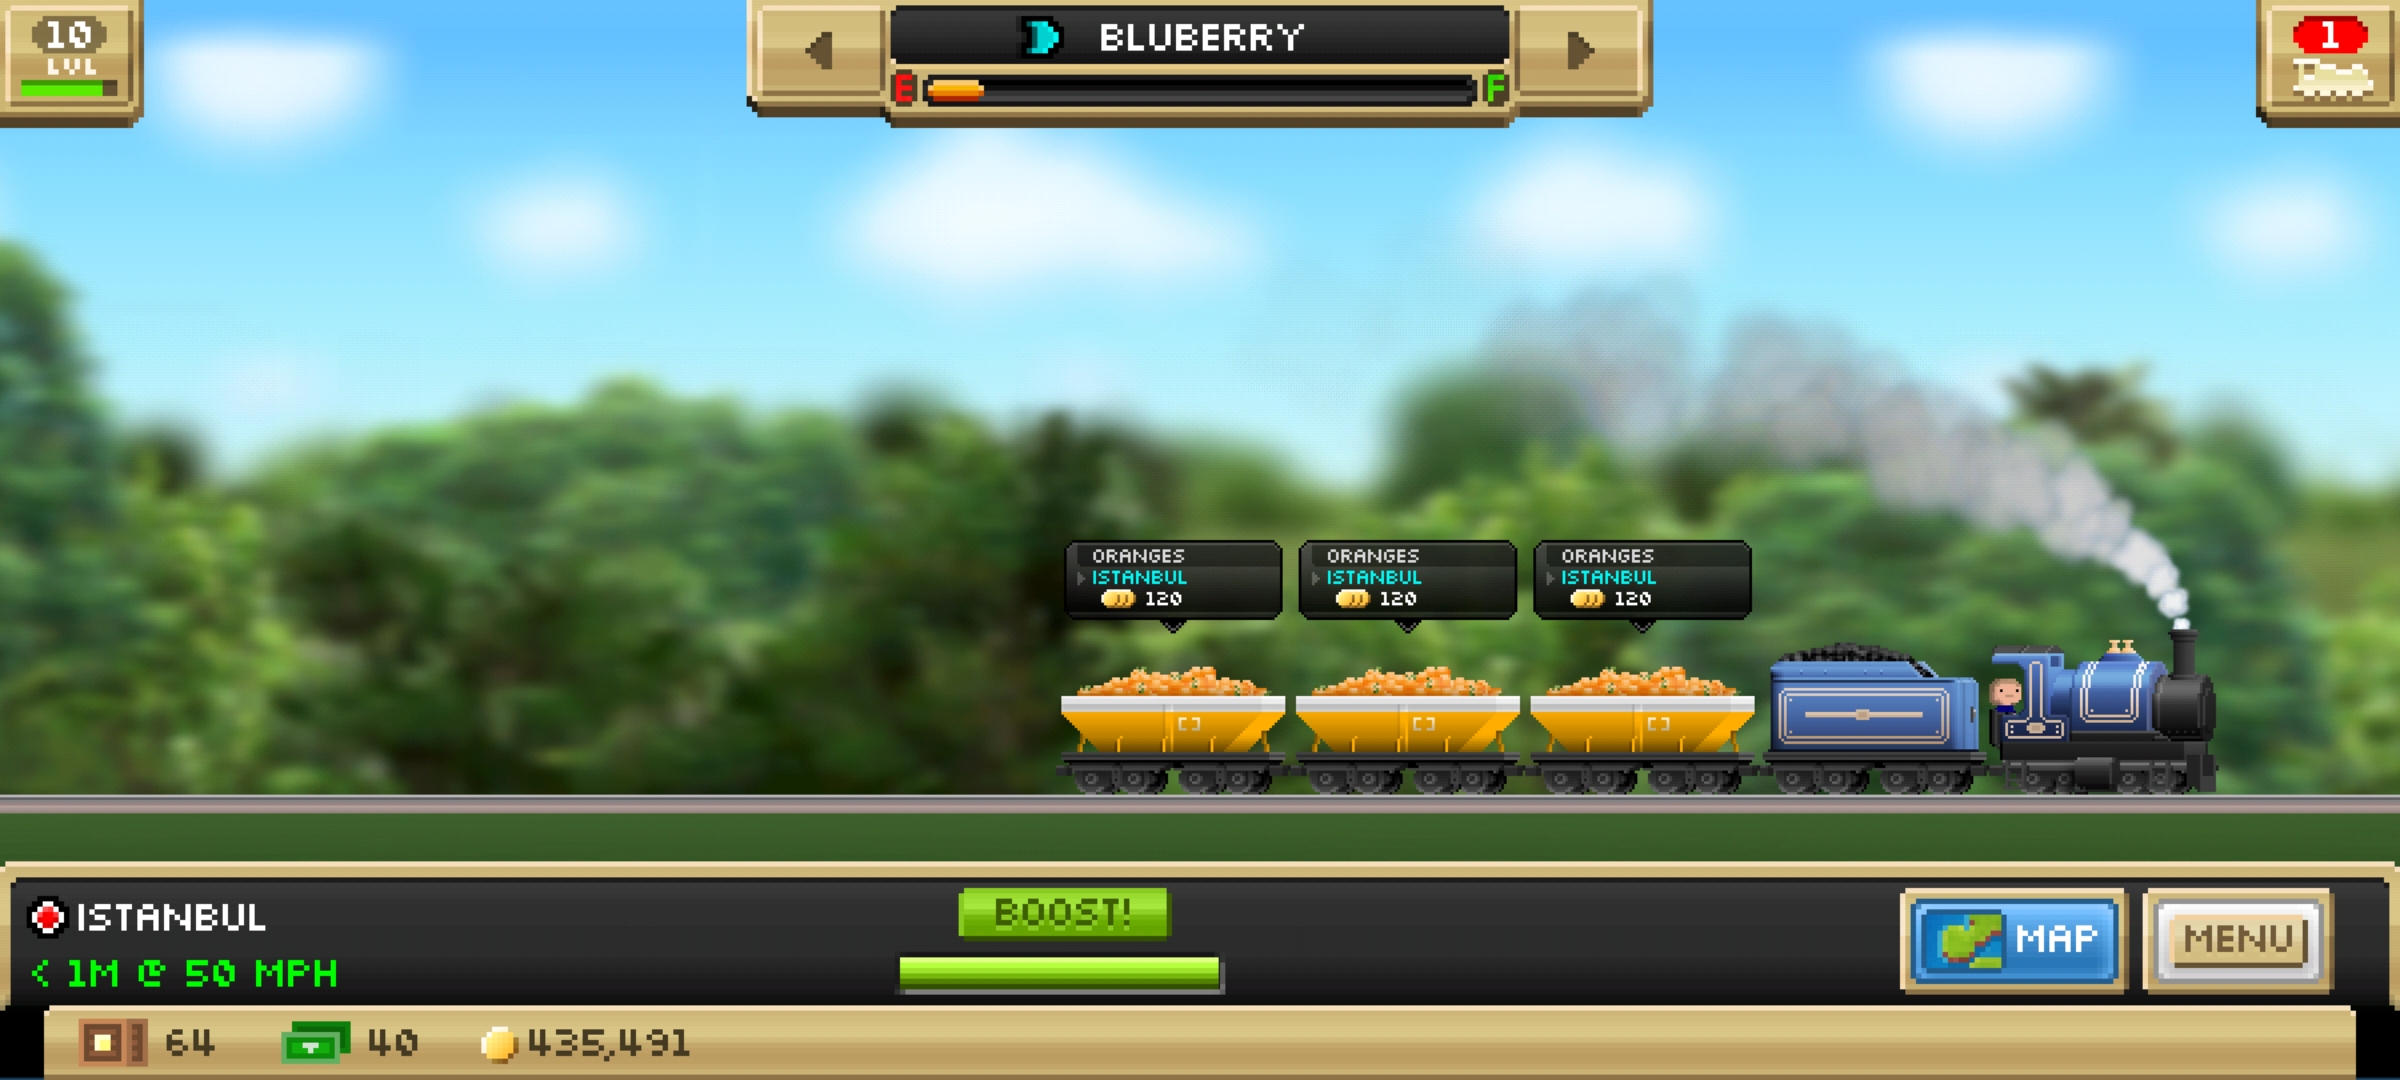 10
LVL
BLUBERRY
E F
1
ORANGES
ISTANBUL
120
ORANGES
ISTANBUL
120
ORANGES
ISTANBUL
120
ISTANBUL
< 1M @ 50 MPH
BOOST!
MAP
MENU
64
40
435,491